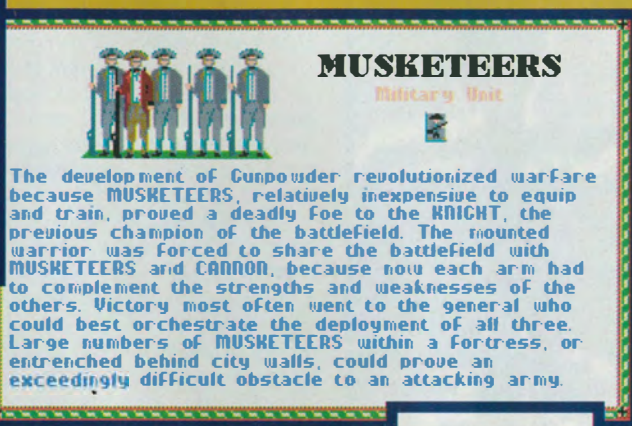 MUSKETEERS
Military Unit
The development of Gunpowder revolutionized warfare
because MUSKETEERS, relatively inexpensive to equip
and train, proved a deadly foe to the KNIGHT, the
previous champion of the battlefield. The mounted
warrior was forced to share the battlefield with
MUSKETEERS and CANNON, because now each arm had
to complement the strengths and weaknesses of the
others. Victory most often went to the general who
could best orchestrate the deployment of all three.
Large numbers of MUSKETEERS within a fortress, or
entrenched behind city walls, could prove an
exceedingly difficult obstacle to an attacking army.